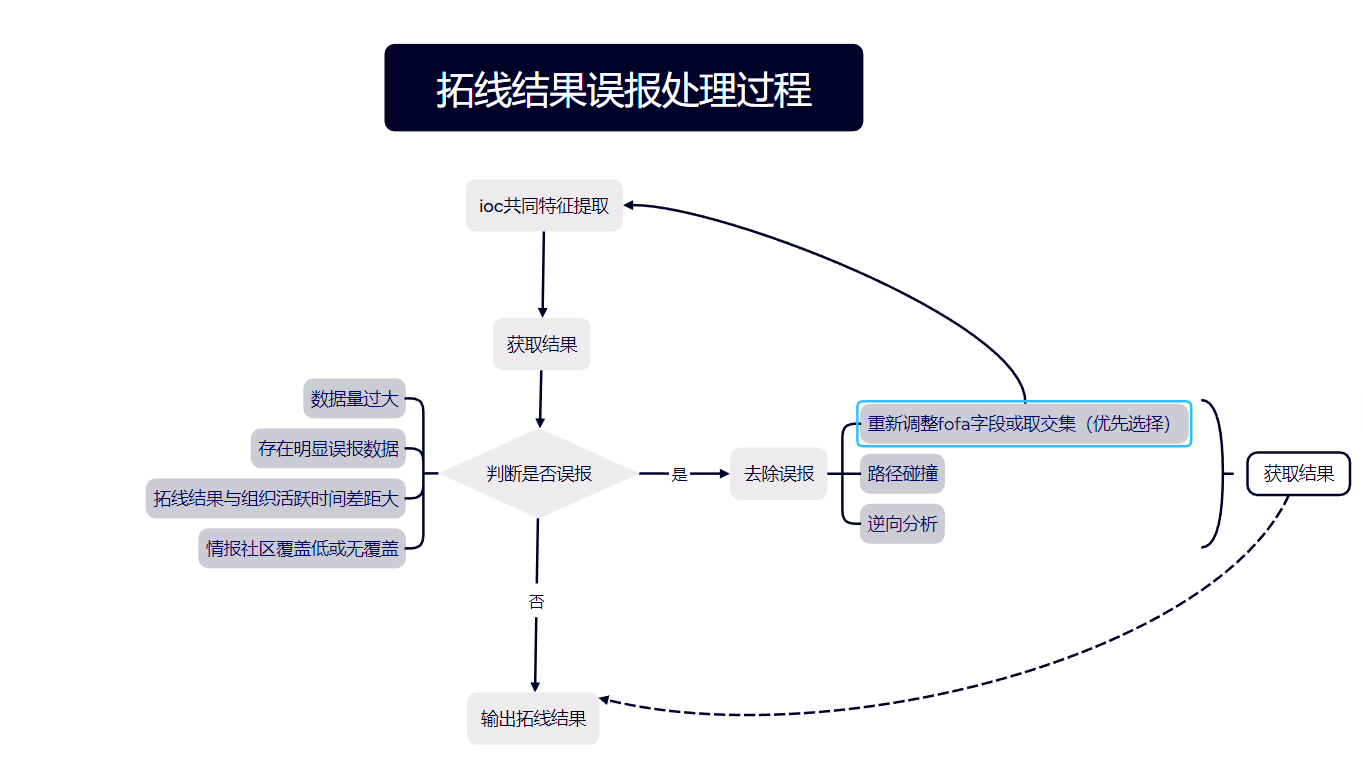 拓线结果误报处理过程
ioc共同特征提取
获取结果
数据量过大
存在明显误报数据
拓线结果与组织活跃时间差距大
情报社区覆盖低或无覆盖
判断是否误报
是
去除误报
重新调整fofa字段或取交集（优先选择）
路径碰撞
逆向分析
获取结果
否
输出拓线结果